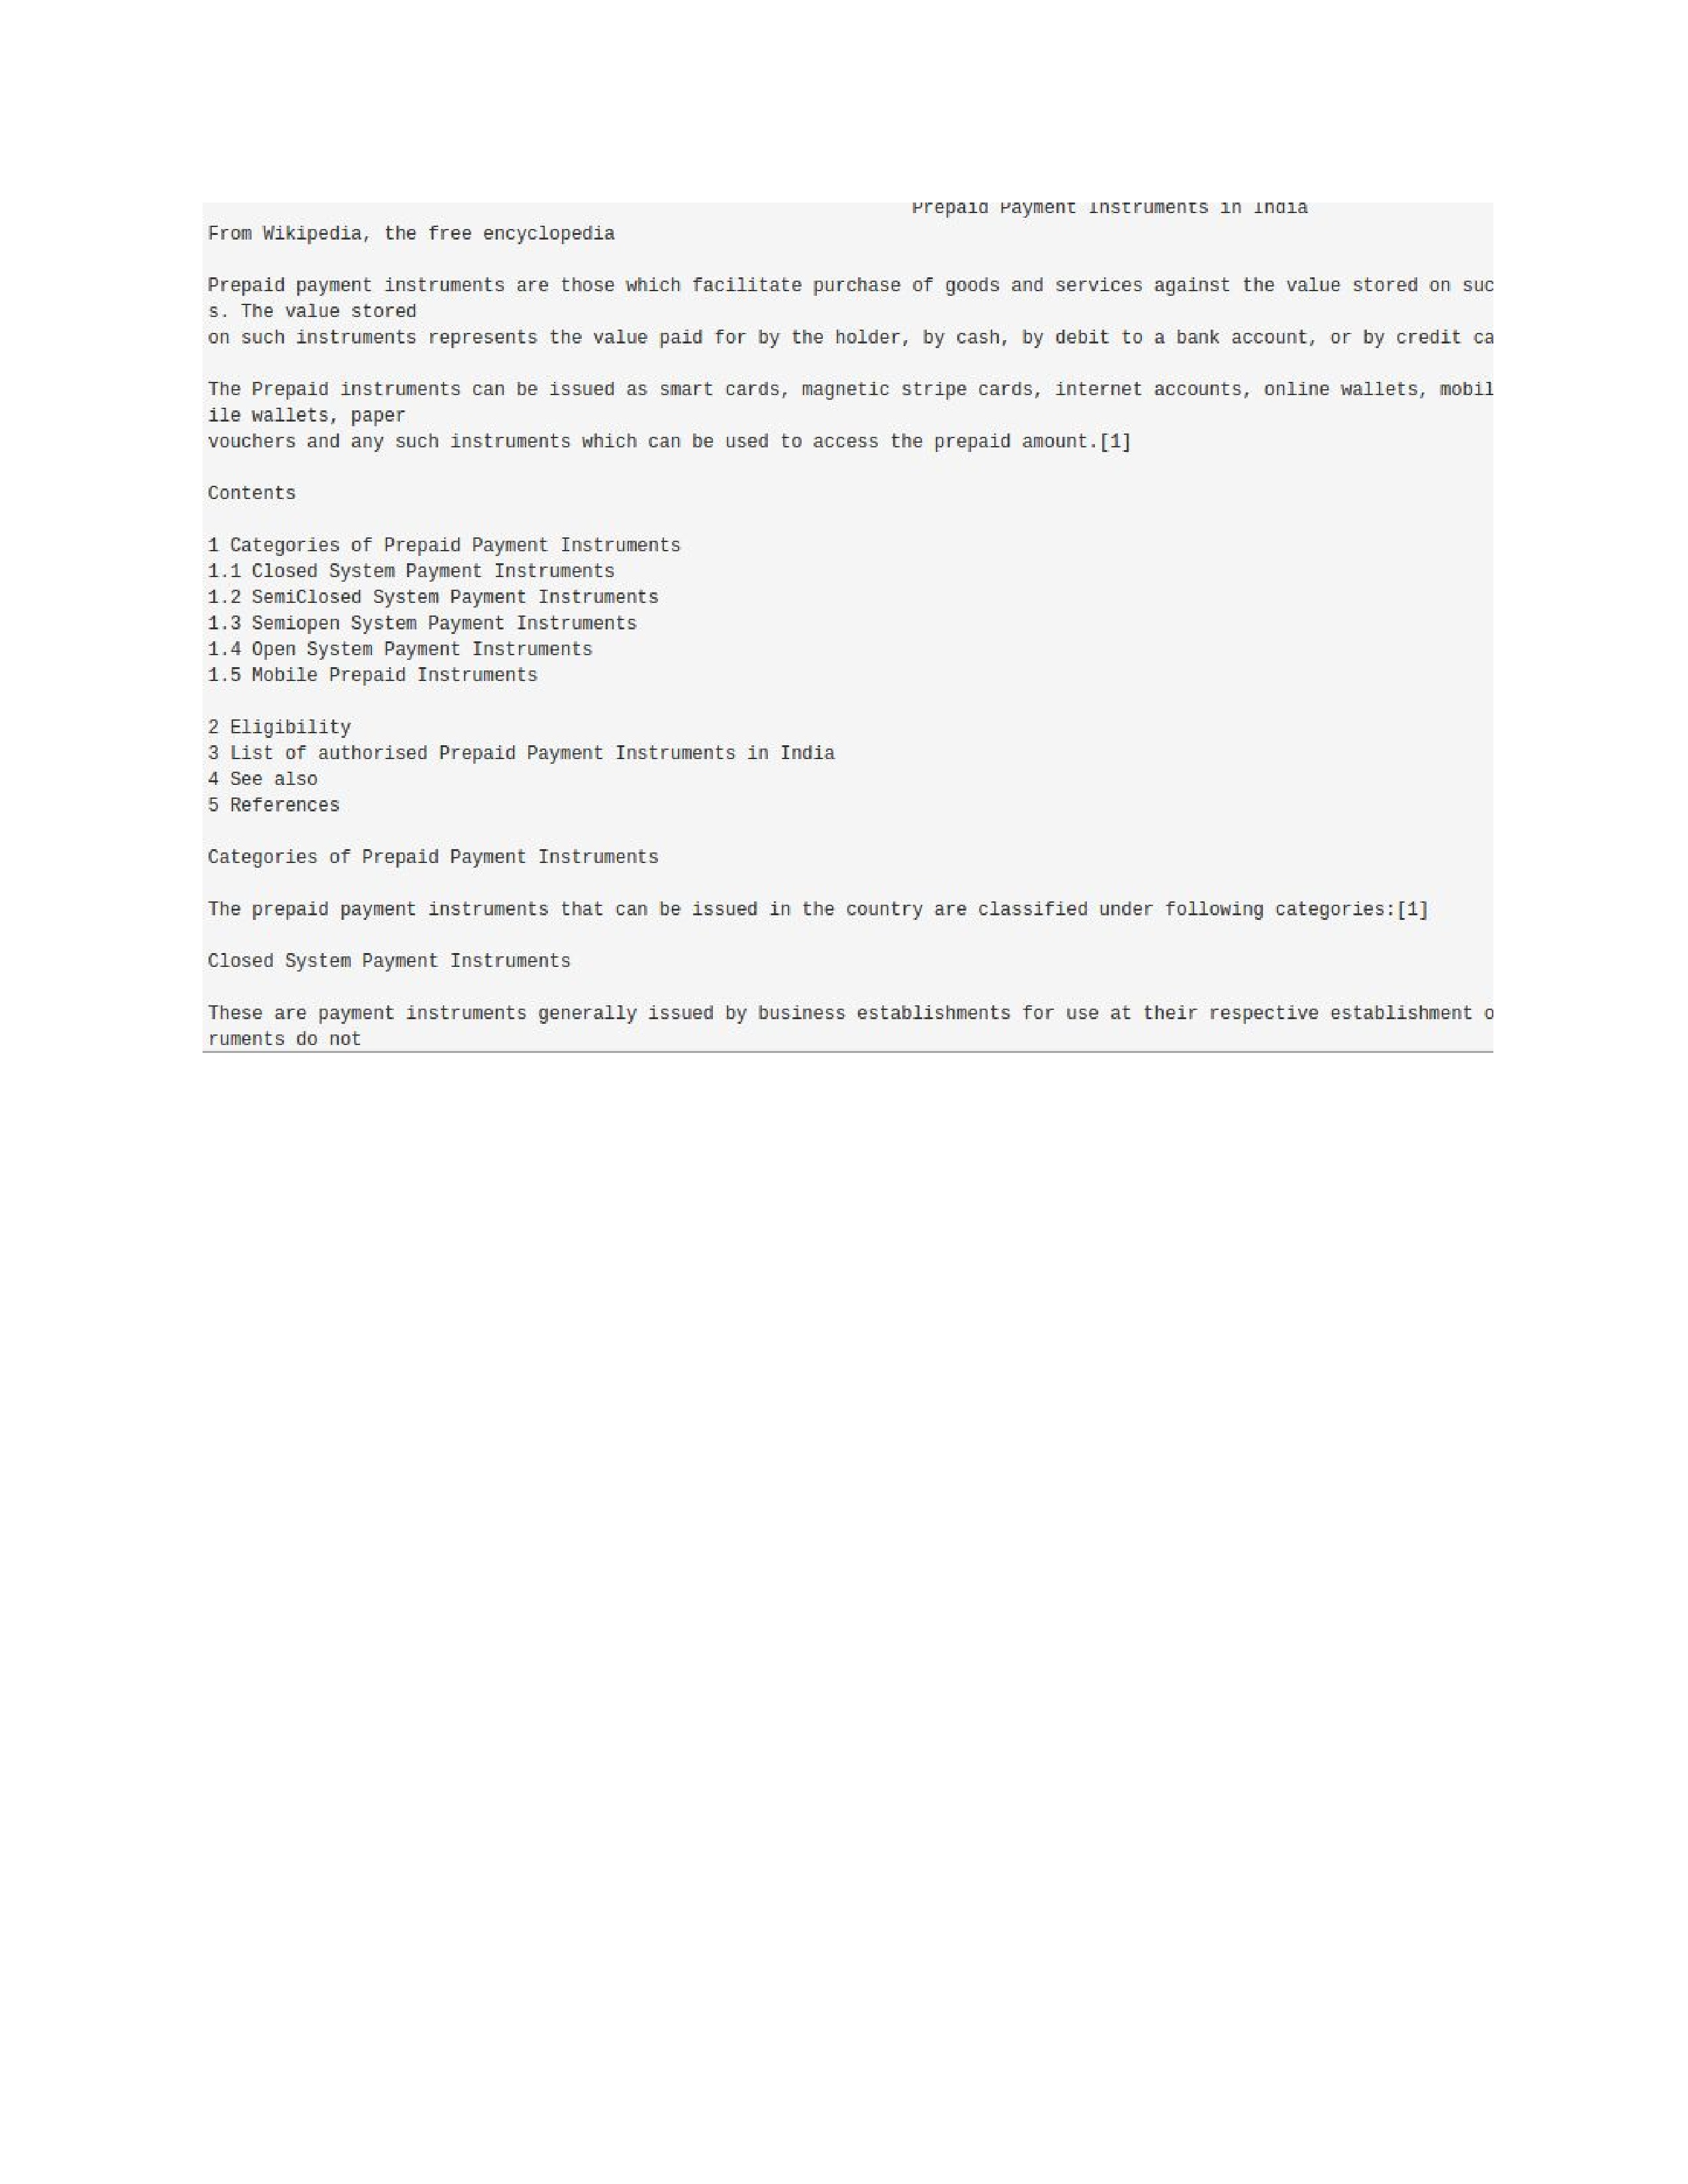 Prepaid Payment Instruments in India
From Wikipedia, the free encyclopedia
Prepaid payment instruments are those which facilitate purchase of goods and services against the value stored on suc
s. The value stored
on such instruments represents the value paid for by the holder, by cash, by debit to a bank account, or by credit ca
The Prepaid instruments can be issued as smart cards, magnetic stripe cards, internet accounts, online wallets, mobil
ile wallets, paper
vouchers and any such instruments which can be used to access the prepaid amount.[1]
Contents
1 Categories of Prepaid Payment Instruments
1.1 Closed System Payment Instruments
1.2 SemiClosed System Payment Instruments
1.3 Semiopen System Payment Instruments
1.4 Open System Payment Instruments
1.5 Mobile Prepaid Instruments
2 Eligibility
3 List of authorised Prepaid Payment Instruments in India
4 See also
5 References
Categories of Prepaid Payment Instruments
The prepaid payment instruments that can be issued in the country are classified under following categories:[1]
Closed System Payment Instruments
These are payment instruments generally issued by business establishments for use at their respective establishment o
ruments do not